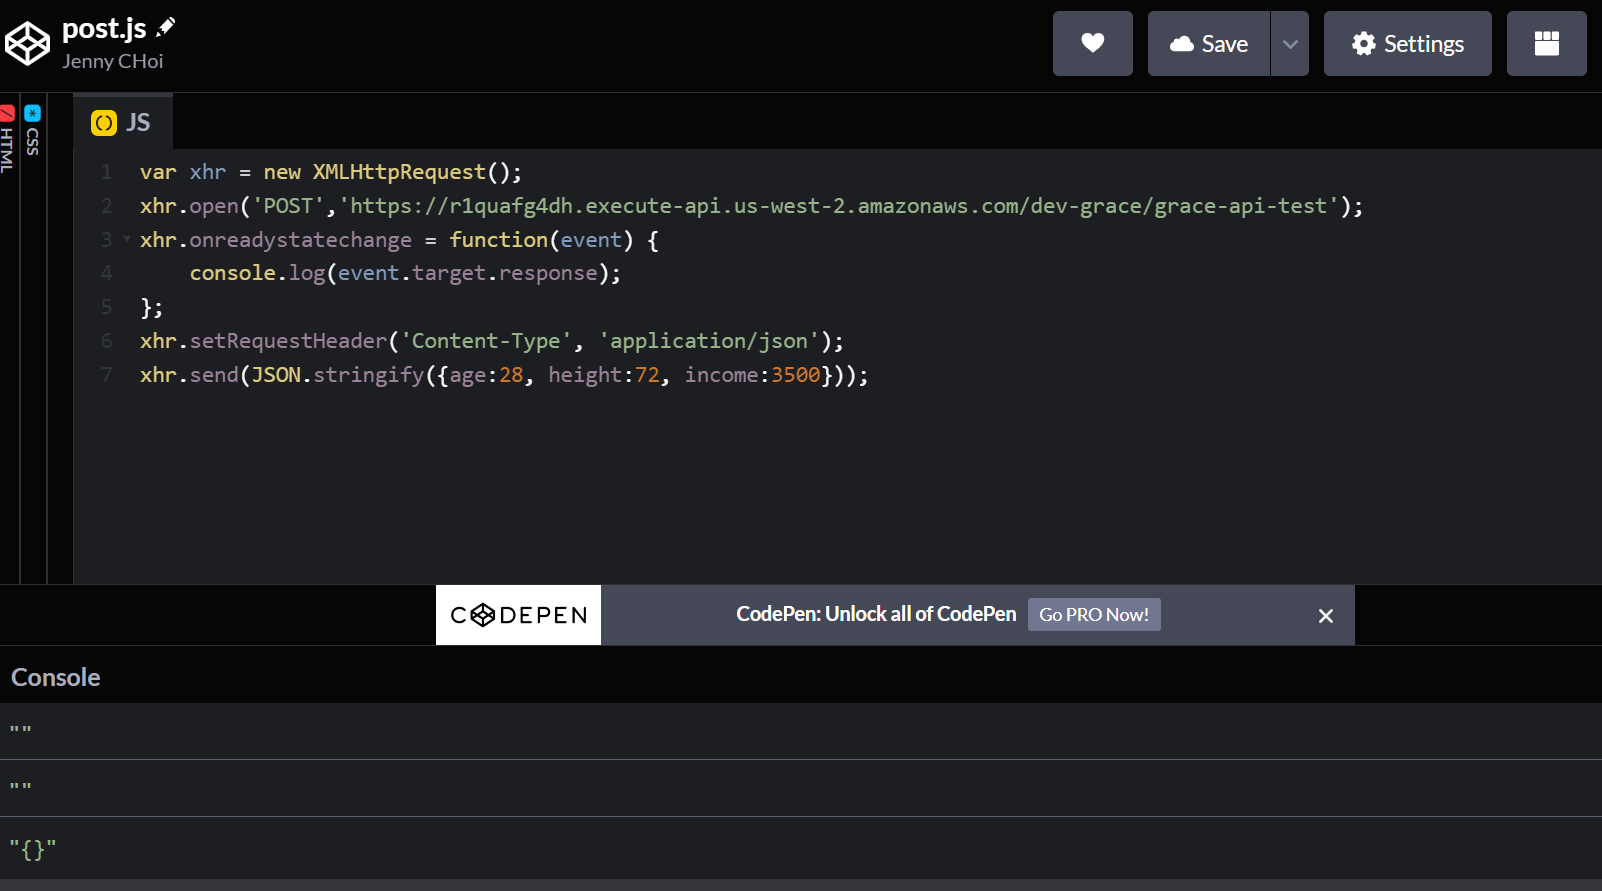 post.js
Jenny CHoi
Save
Settings
HTML
* CSS
() JS
1 var xhr = new XMLHttpRequest();
2 xhr.open('POST','https://r1quafg4dh.execute-api.us-west-2.amazonaws.com/dev-grace/grace-api-test');
3 xhr.onreadystatechange = function(event) {
4     console.log(event.target.response);
5 };
6 xhr.setRequestHeader('Content-Type', 'application/json');
7 xhr.send(JSON.stringify({age:28, height:72, income:3500}));
CODEPEN
CodePen: Unlock all of CodePen Go PRO Now!
Console
""
""
"{}"